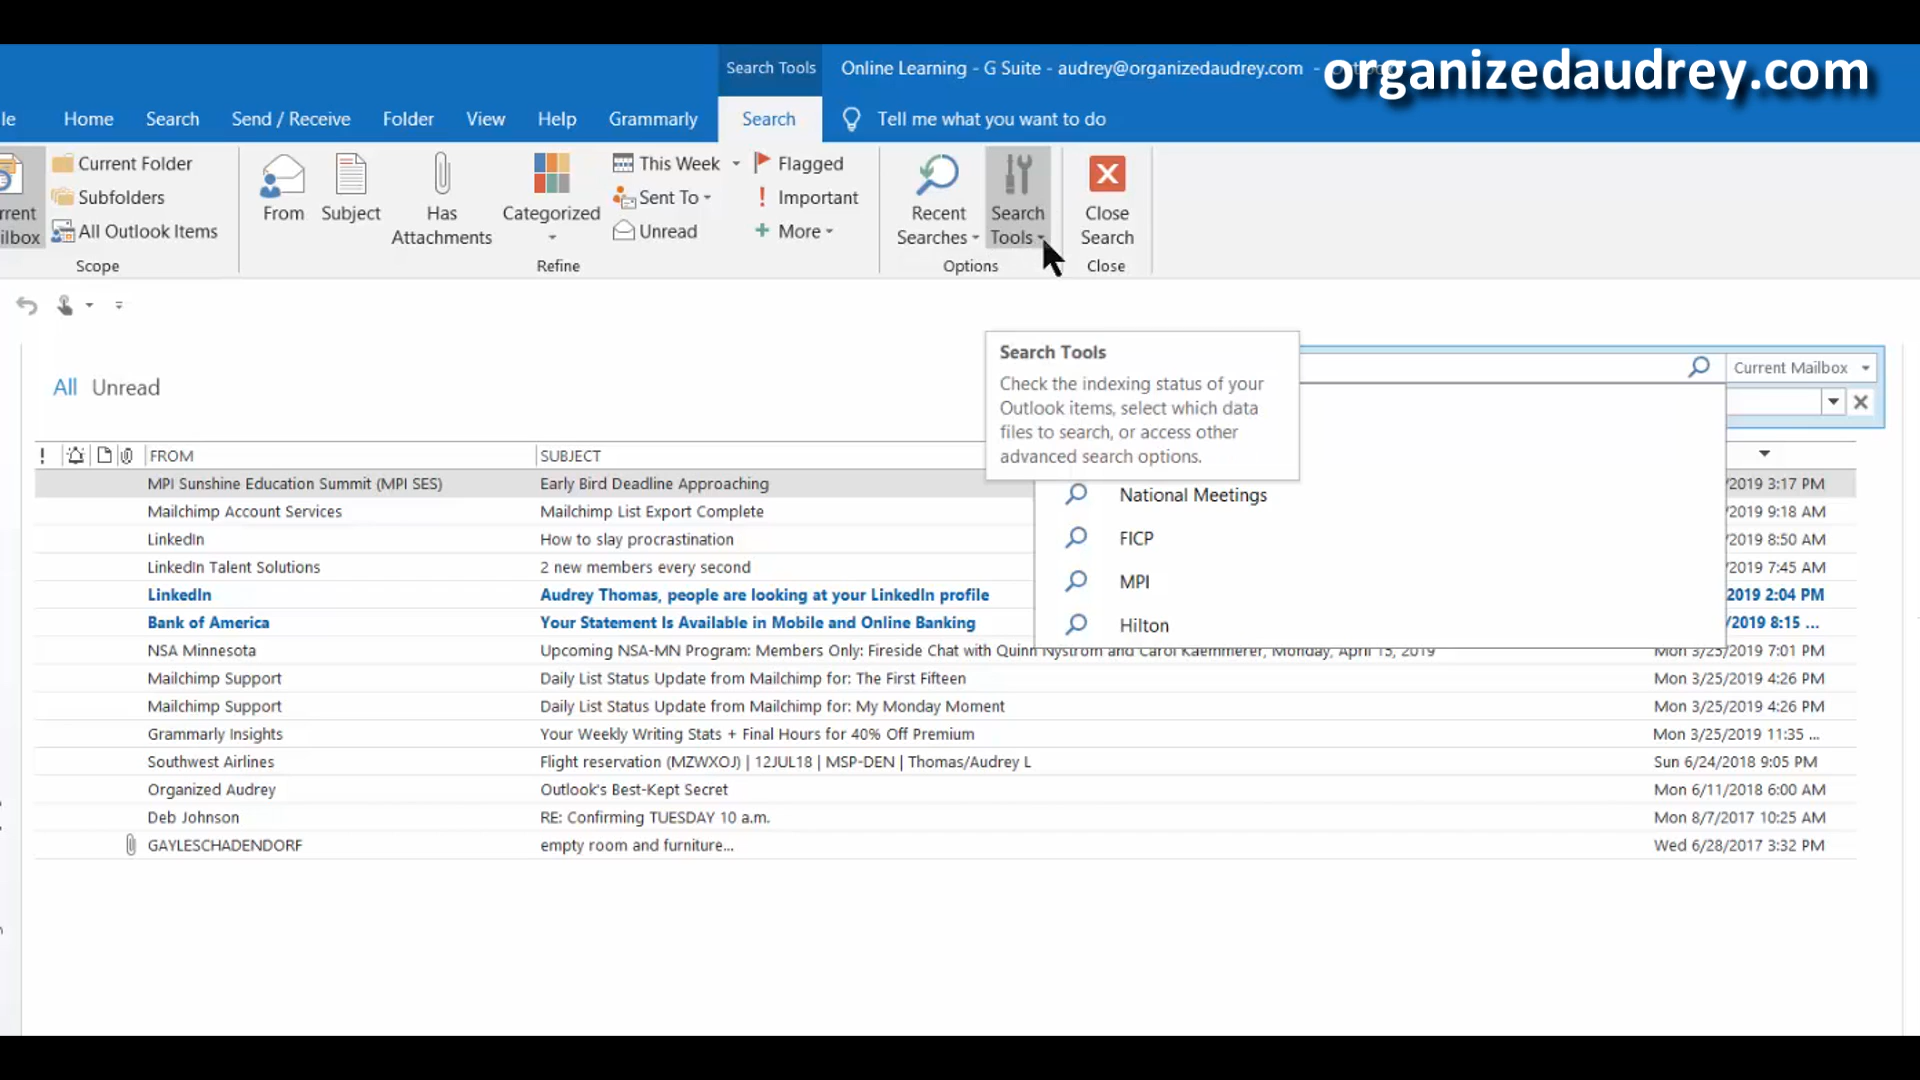 organizedaudrey.com
Search Tools
Online Learning - G Suite - audrey@organizedaudrey.com -
le
Home
Search
Send / Receive
Folder
View
Help
Grammarly
Search
Tell me what you want to do
Current Folder
Subfolders
All Outlook Items
rrent
ilbox
Scope
From
Subject
Has
Attachments
Categorized
This Week
Sent To
Unread
Flagged
Important
More
Refine
Recent
Searches
Search
Tools
Options
Close
Search
Close
Search Tools
Check the indexing status of your
Outlook items, select which data
files to search, or access other
advanced search options.
Current Mailbox
All Unread
FROM SUBJECT
MPI Sunshine Education Summit (MPI SES) Early Bird Deadline Approaching 2019 3:17 PM
Mailchimp Account Services Mailchimp List Export Complete /2019 9:18 AM
LinkedIn How to slay procrastination /2019 8:50 AM
LinkedIn Talent Solutions 2 new members every second /2019 7:45 AM
LinkedIn Audrey Thomas, people are looking at your LinkedIn profile 2019 2:04 PM
Bank of America Your Statement Is Available in Mobile and Online Banking /2019 8:15 ...
National Meetings
FICP
MPI
Hilton
NSA Minnesota Upcoming NSA-MN Program: Members Only: Fireside Chat with Quinn Nystrom and Carol Kaemmerer, Monday, April 15, 2019 Mon 3/25/2019 7:01 PM
Mailchimp Support Daily List Status Update from Mailchimp for: The First Fifteen Mon 3/25/2019 4:26 PM
Mailchimp Support Daily List Status Update from Mailchimp for: My Monday Moment Mon 3/25/2019 4:26 PM
Grammarly Insights Your Weekly Writing Stats + Final Hours for 40% Off Premium Mon 3/25/2019 11:35 ...
Southwest Airlines Flight reservation (MZWXOJ) | 12JUL18 | MSP-DEN | Thomas/Audrey L Sun 6/24/2018 9:05 PM
Organized Audrey Outlook's Best-Kept Secret Mon 6/11/2018 6:00 AM
Deb Johnson RE: Confirming TUESDAY 10 a.m. Mon 8/7/2017 10:25 AM
GAYLESCHADENDORF empty room and furniture... Wed 6/28/2017 3:32 PM